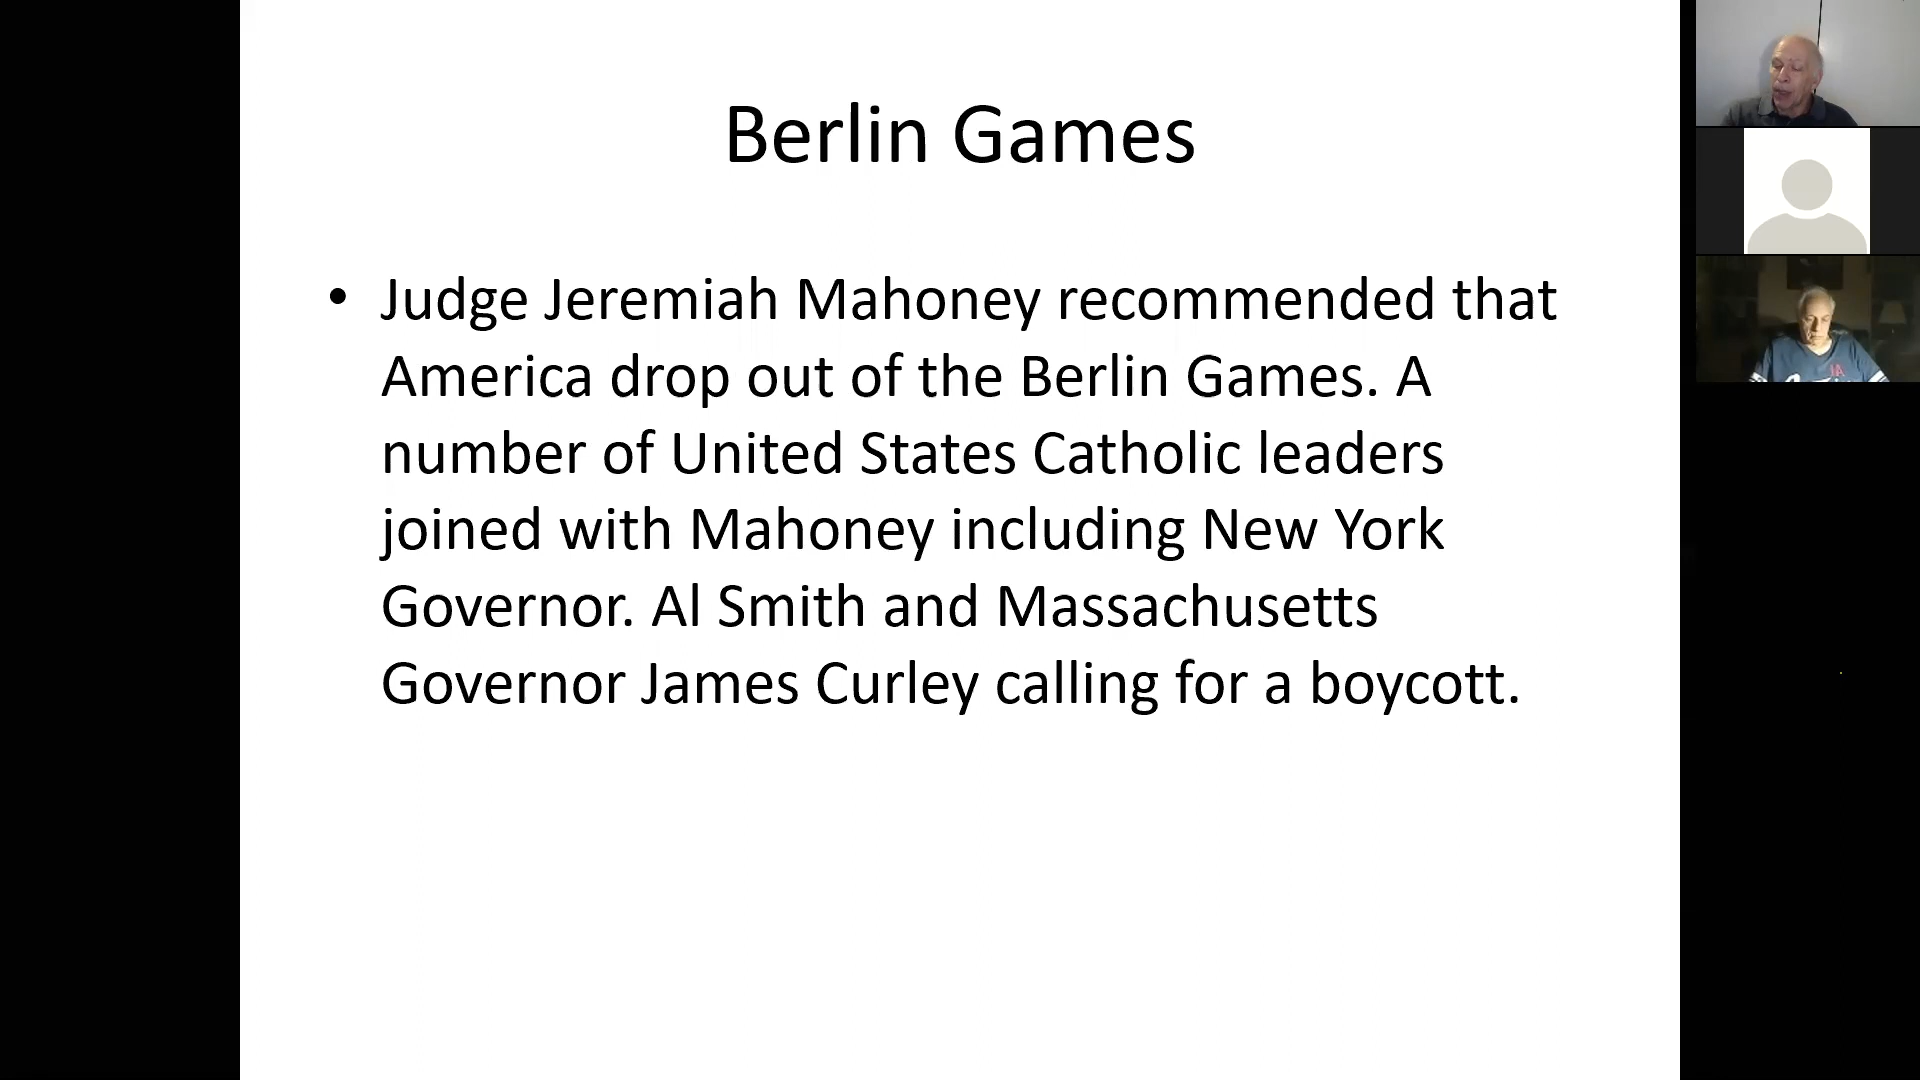 Berlin Games
• Judge Jeremiah Mahoney recommended that
America drop out of the Berlin Games. A
number of United States Catholic leaders
joined with Mahoney including New York
Governor. Al Smith and Massachusetts
Governor James Curley calling for a boycott.